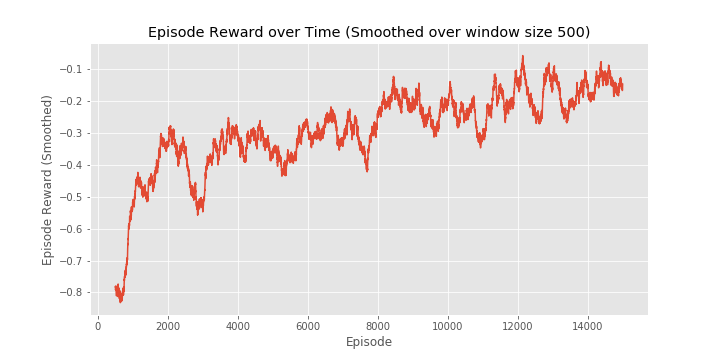 Episode Reward over Time (Smoothed over window size 500)
−0.1
−0.2
−0.3
−0.4
−0.5
−0.6
−0.7
−0.8
Episode Reward (Smoothed)
0 2000 4000 6000 8000 10000 12000 14000
Episode